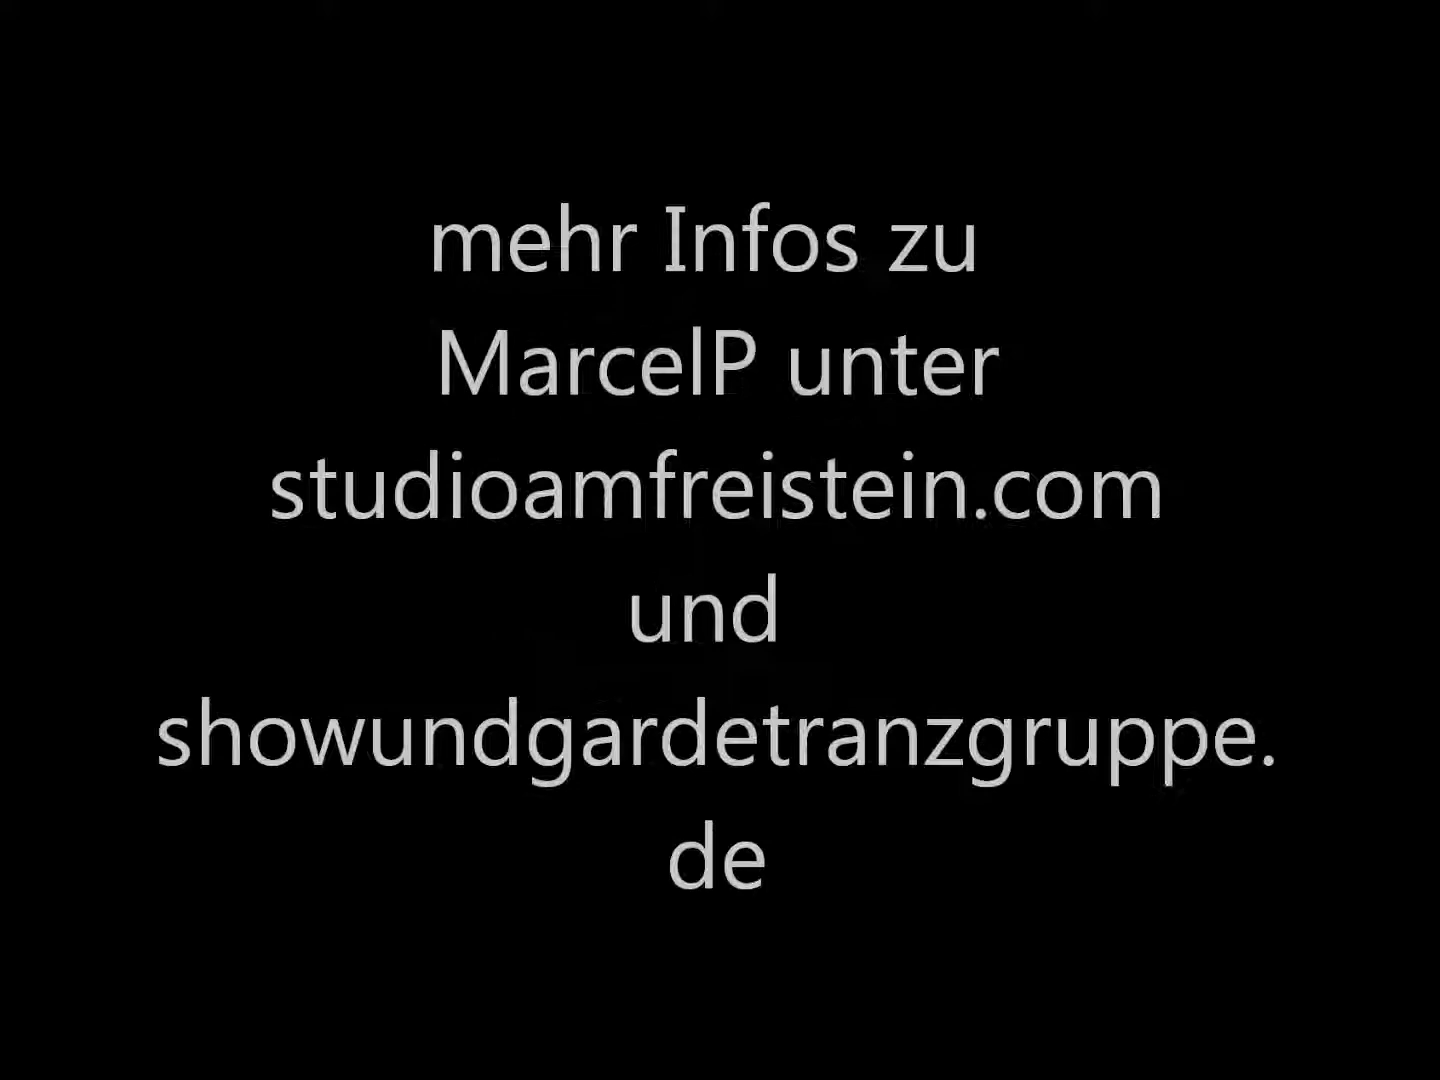 mehr Infos zu
MarcelP unter
studioamfreistein.com
und
showundgardetranzgruppe.
de